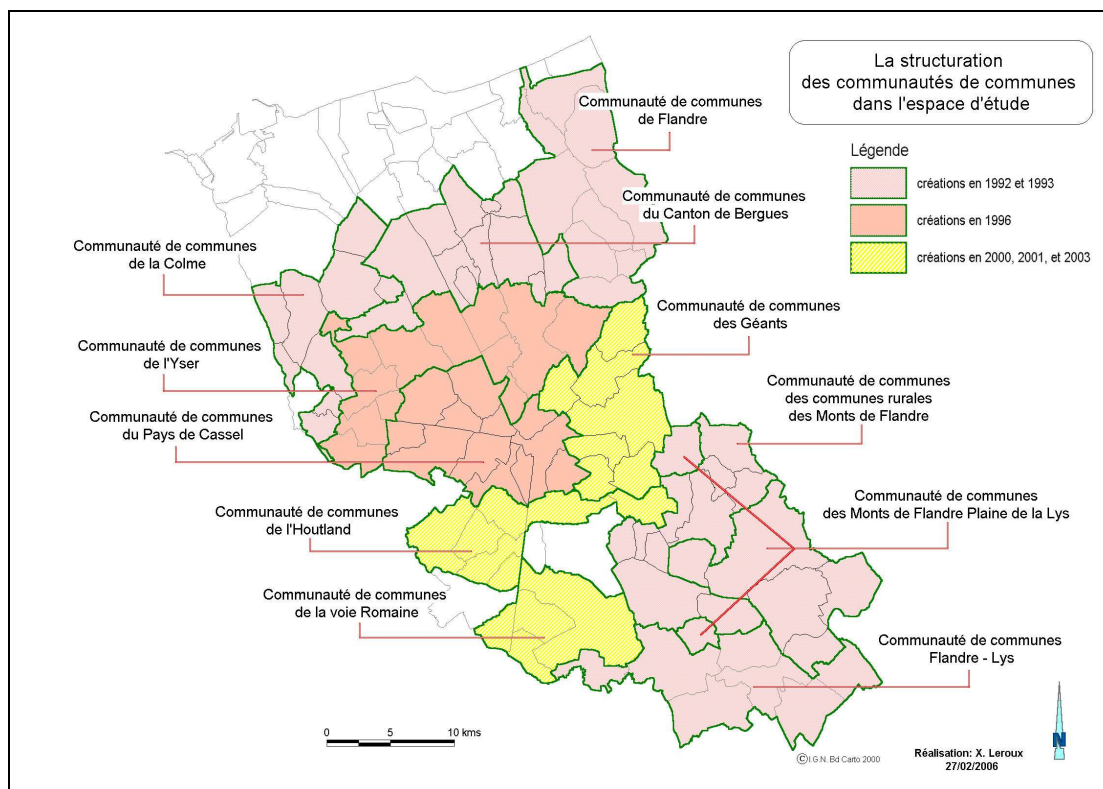 La structuration
des communautés de communes
dans l'espace d'étude
Légende
créations en 1992 et 1993
créations en 1996
créations en 2000, 2001, et 2003
Communauté de communes
de Flandre
Communauté de communes
du Canton de Bergues
Communauté de communes
de la Colme
Communauté de communes
des Géants
Communauté de communes
de l'Yser
Communauté de communes
des communes rurales
des Monts de Flandre
Communauté de communes
du Pays de Cassel
Communauté de communes
des Monts de Flandre Plaine de la Lys
Communauté de communes
de l'Houtland
Communauté de communes
de la voie Romaine
Communauté de communes
Flandre - Lys
0 5 10 kms
N
Réalisation: X. Leroux
27/02/2006
© I.G.N. Bd Carto 2000